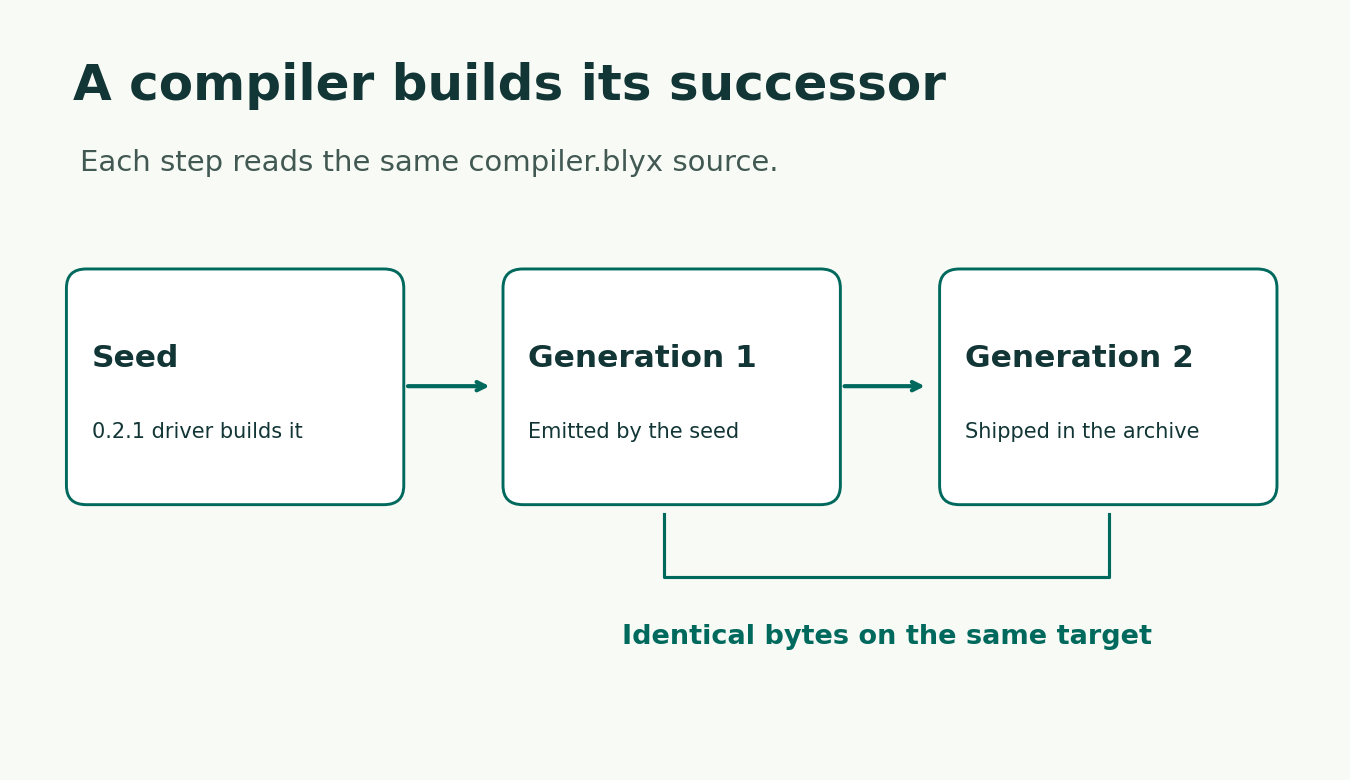 A compiler builds its successor
Each step reads the same compiler.blyx source.
Seed
0.2.1 driver builds it
Generation 1
Emitted by the seed
Generation 2
Shipped in the archive
Identical bytes on the same target